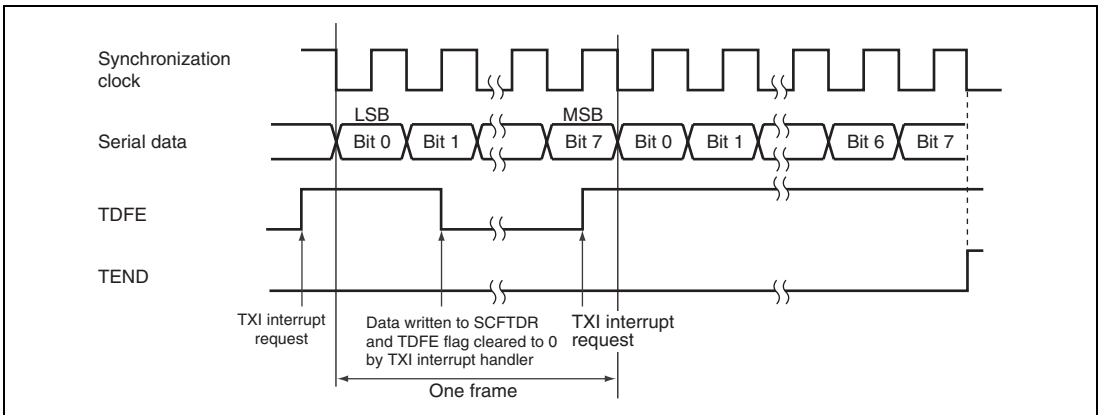 Synchronization
clock
LSB
MSB
Serial data
Bit 0
Bit 1
Bit 7
Bit 0
Bit 1
Bit 6
Bit 7
TDFE
TEND
TXI interrupt
request
Data written to SCFTDR
and TDFE flag cleared to 0
by TXI interrupt handler
TXI interrupt
request
One frame